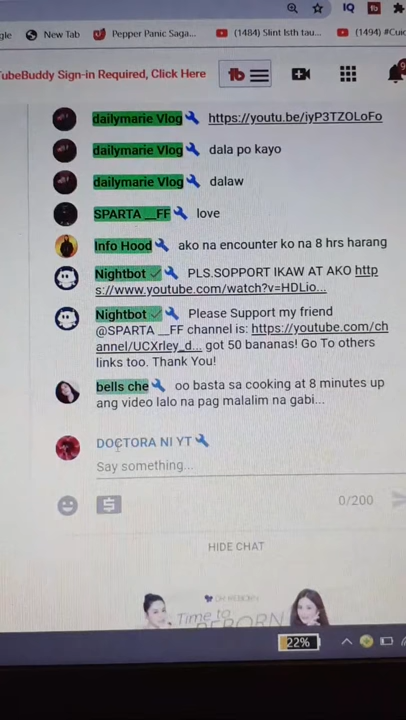 gle New Tab Pepper Panic Saga... (1484) Slint Isth tau... (1494) #Cuic
TubeBuddy Sign-in Required, Click Here
dailymarie Vlog https://youtu.be/iyP3TZOLoFo
dailymarie Vlog dala po kayo
dailymarie Vlog dalaw
SPARTA __FF love
Info Hood ako na encounter ko na 8 hrs harang
Nightbot PLS.SOPPORT IKAW AT AKO http
s://www.youtube.com/watch?v=HDLio...
Nightbot Please Support my friend
@SPARTA __FF channel is: https://youtube.com/ch
annel/UCXrley_d... got 50 bananas! Go To others
links too. Thank You!
bells che oo basta sa cooking at 8 minutes up
ang video lalo na pag malalim na gabi...
DOCTORA NI YT
Say something...
0/200
HIDE CHAT
Time to
REBORN
22%